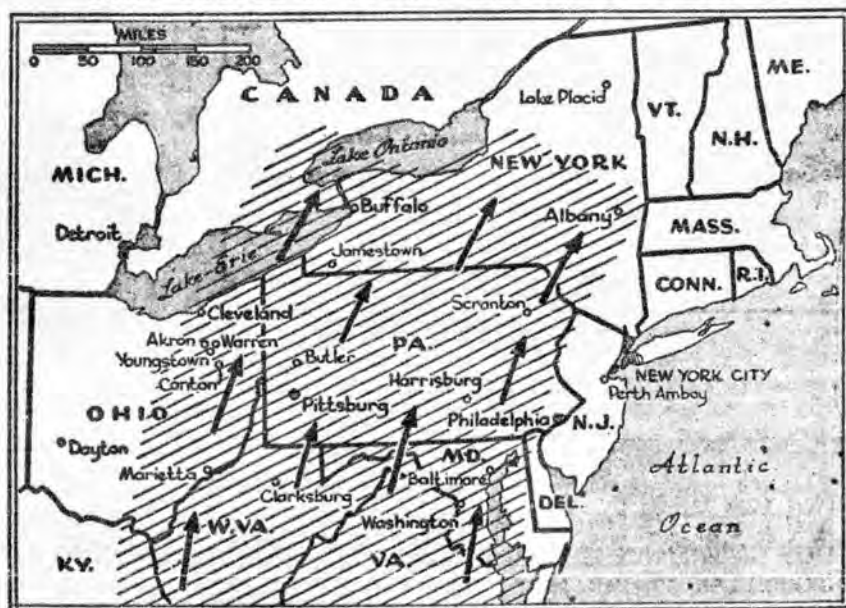 MILES
0 50 100 150 200
CANADA
Lake Placid
ME.
VT.
N.H.
Lake Ontario
NEW YORK
MICH.
Buffalo
Albany
MASS.
Detroit
Lake Erie
Jamestown
CONN.
R.I.
Scranton
Cleveland
Akron
Warren
PA.
Youngstown
Butler
Canton
Harrisburg
NEW YORK CITY
Perth Amboy
Pittsburg
OHIO
Philadelphia
N.J.
Dayton
MD.
Marietta
Baltimore
Atlantic
Clarksburg
DEL.
Washington
Ocean
W.VA.
KY.
VA.